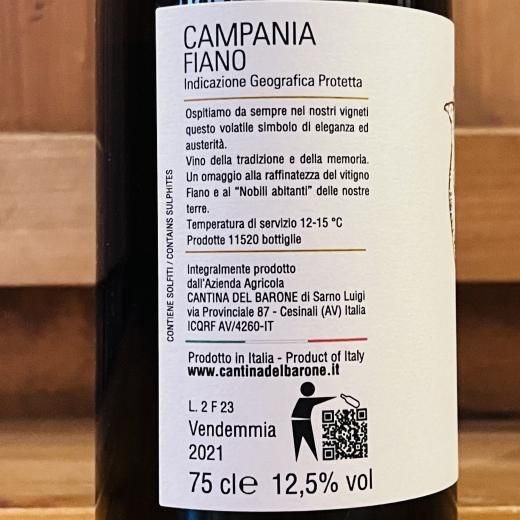 CAMPANIA
FIANO
Indicazione Geografica Protetta
Ospitiamo da sempre nei nostri vigneti
questo volatile simbolo di eleganza ed
austerità.
Vino della tradizione e della memoria.
Un omaggio alla raffinatezza del vitigno
Fiano e ai "Nobili abitanti" delle nostre
terre.
Temperatura di servizio 12-15 °C
Prodotte 11520 bottiglie
CONTIENE SOLFITI / CONTAINS SULPHITES
Integralmente prodotto
dall'Azienda Agricola
CANTINA DEL BARONE di Sarno Luigi
via Provinciale 87 - Cesinali (AV) Italia
ICQRF AV/4260-IT
Prodotto in Italia - Product of Italy
www.cantinadelbarone.it
L. 2 F 23
Vendemmia
2021
75 cl℮ 12,5% vol